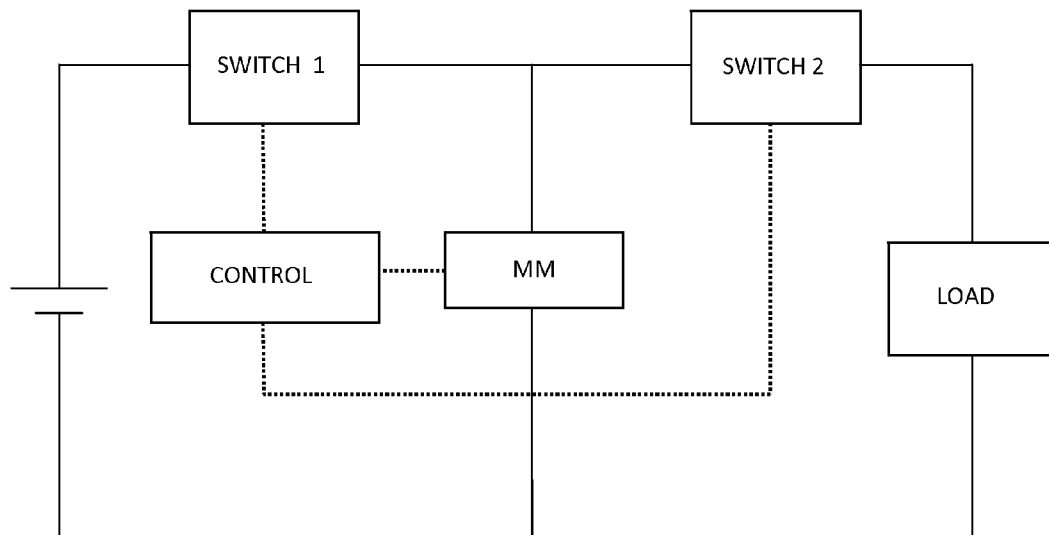 SWITCH 1
SWITCH 2
CONTROL
MM
LOAD